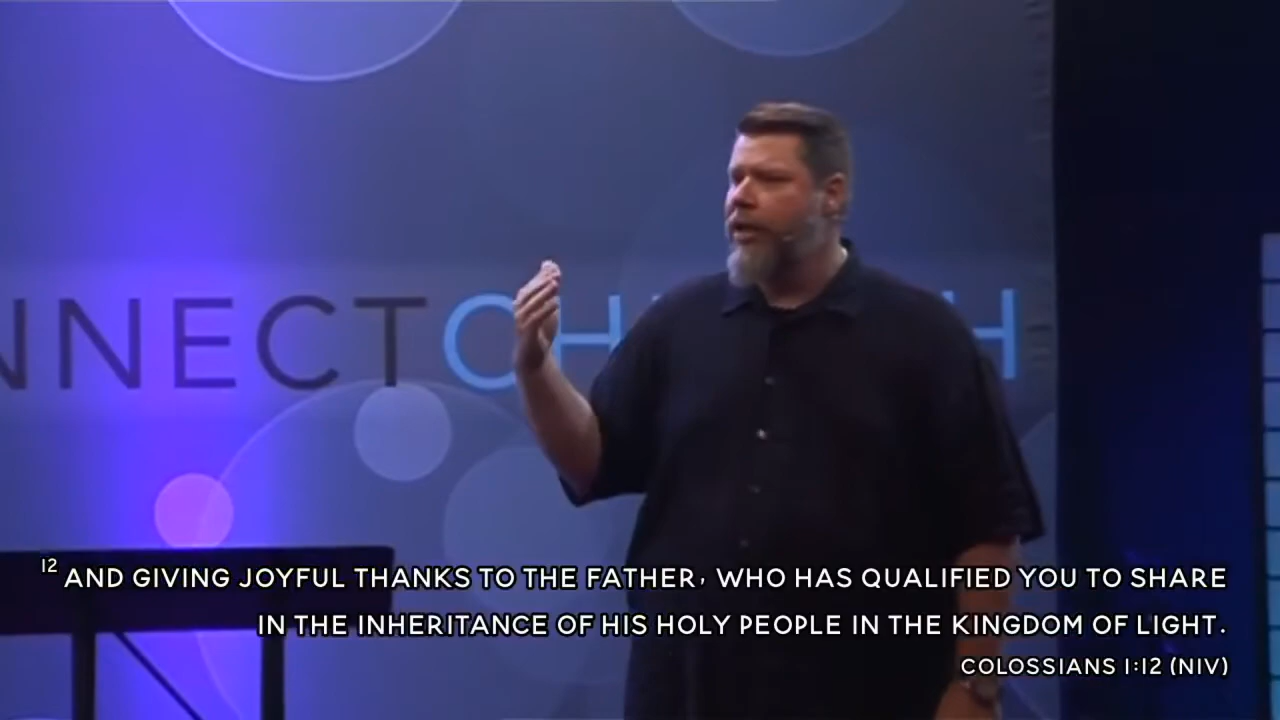 NNECTCHURCH
12 AND GIVING JOYFUL THANKS TO THE FATHER, WHO HAS QUALIFIED YOU TO SHARE
IN THE INHERITANCE OF HIS HOLY PEOPLE IN THE KINGDOM OF LIGHT.
COLOSSIANS 1:12 (NIV)